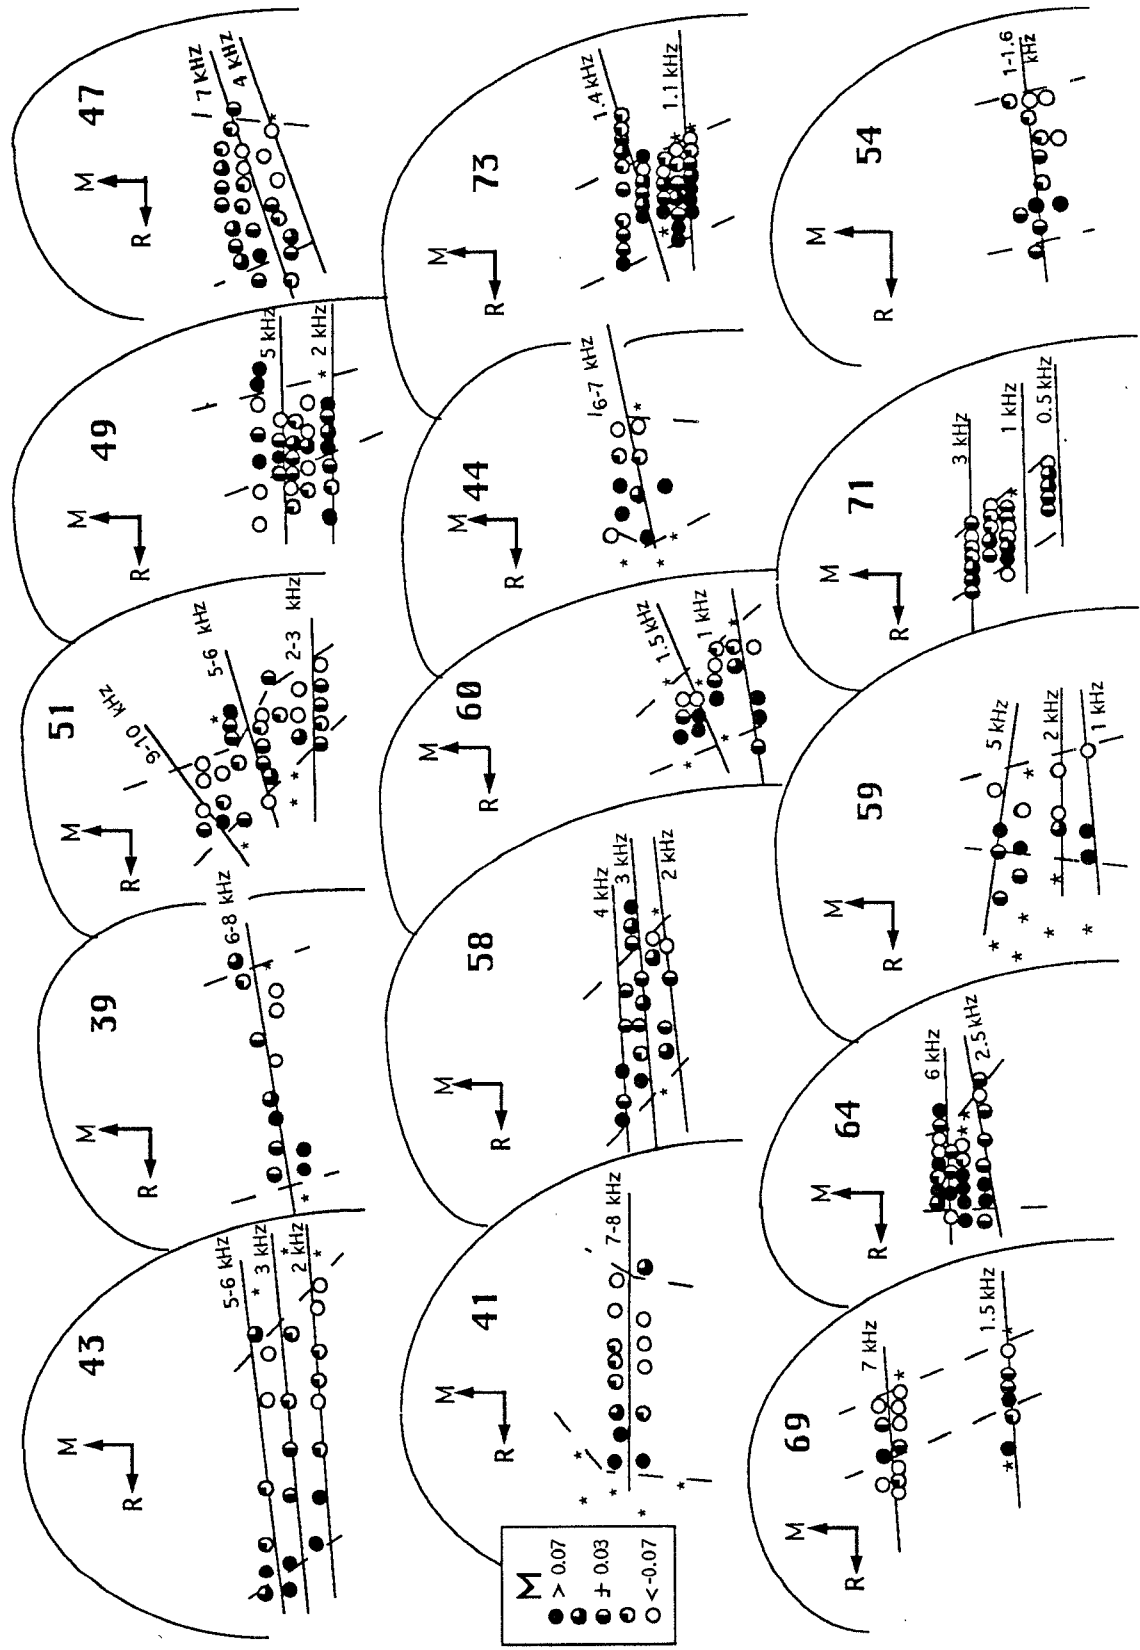 47
M
R
7 kHz
4 kHz
49
M
R
5 kHz
2 kHz
51
M
R
9-10 kHz
5-6 kHz
2-3 kHz
39
M
R
6-8 kHz
43
M
R
5-6 kHz
3 kHz
2 kHz
73
M
R
1.4 kHz
1.1 kHz
44
M
R
6-7 kHz
60
M
R
1.5 kHz
1 kHz
58
M
R
4 kHz
3 kHz
2 kHz
41
M
R
7-8 kHz
54
M
R
1-1.6
kHz
71
M
R
3 kHz
1 kHz
0.5 kHz
59
M
R
5 kHz
2 kHz
1 kHz
64
M
R
6 kHz
2.5 kHz
69
M
R
7 kHz
1.5 kHz
M
> 0.07
± 0.03
< -0.07